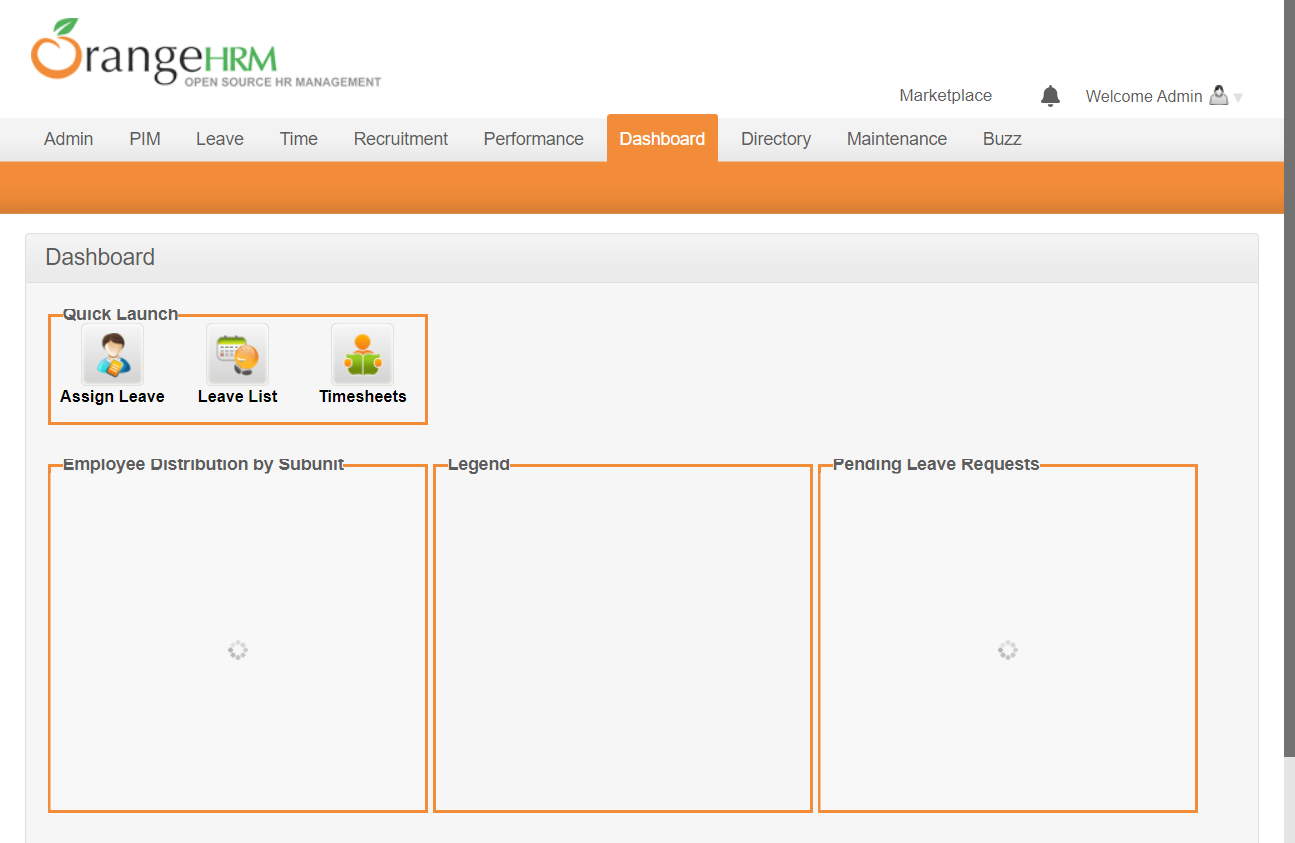 OrangeHRM
OPEN SOURCE HR MANAGEMENT
Marketplace Welcome Admin
Admin PIM Leave Time Recruitment Performance Dashboard Directory Maintenance Buzz
Dashboard
Quick Launch
Assign Leave Leave List Timesheets
Employee Distribution by Subunit Legend Pending Leave Requests